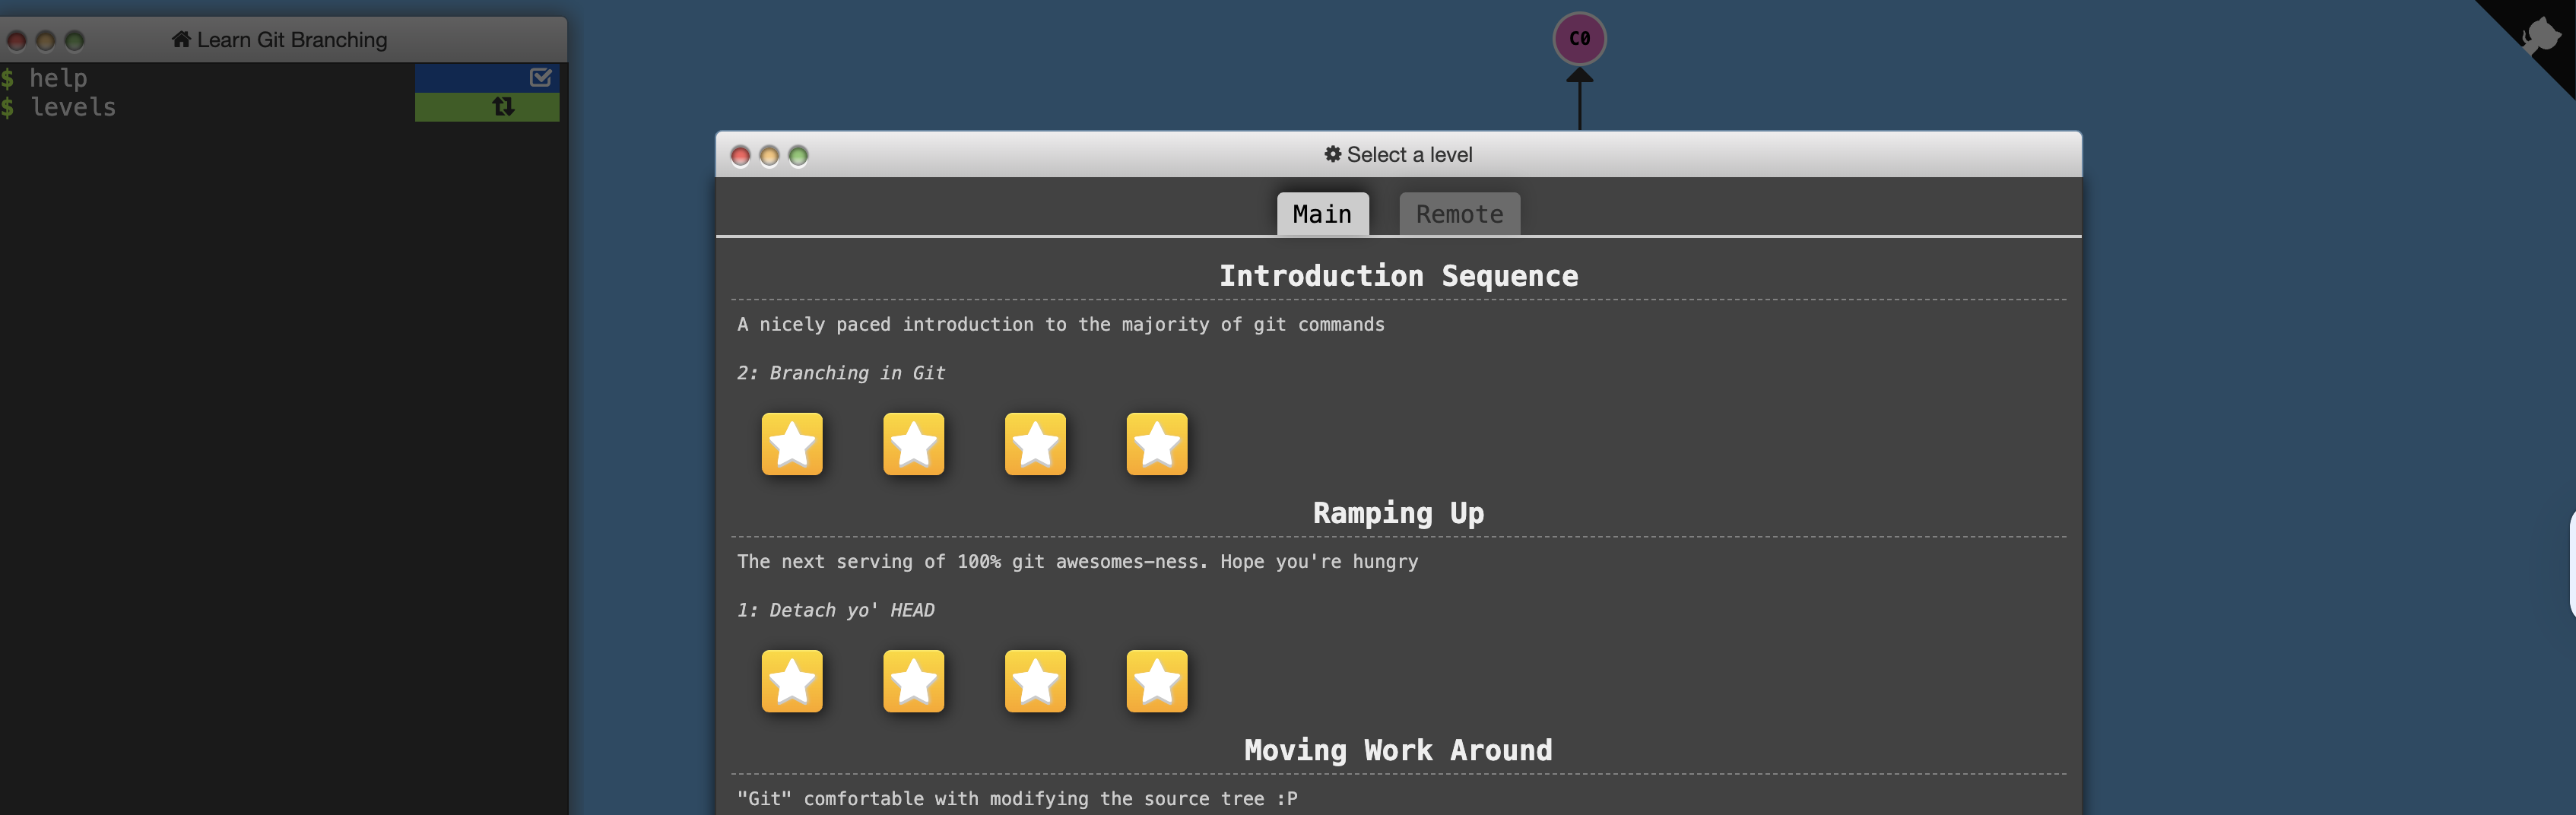 Learn Git Branching
$ help
$ levels
C0
Select a level
Main
Remote
Introduction Sequence
A nicely paced introduction to the majority of git commands
2: Branching in Git
Ramping Up
The next serving of 100% git awesomes-ness. Hope you're hungry
1: Detach yo' HEAD
Moving Work Around
"Git" comfortable with modifying the source tree :P